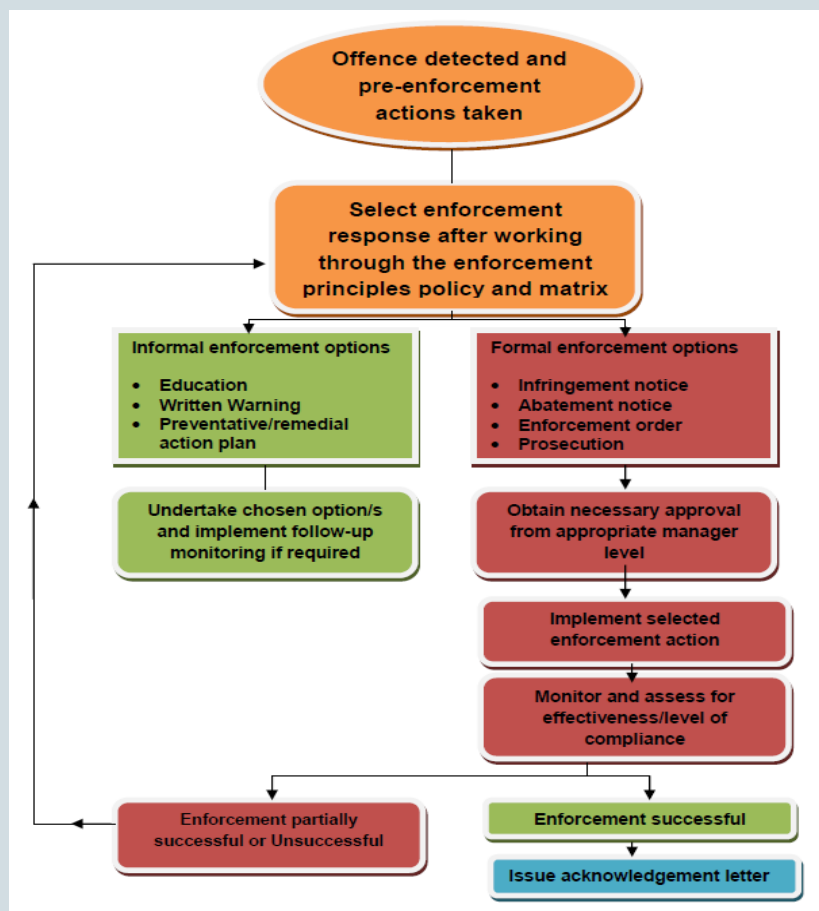 Offence detected and
pre-enforcement
actions taken
Select enforcement
response after working
through the enforcement
principles policy and matrix
Informal enforcement options
• Education
• Written Warning
• Preventative/remedial
action plan
Formal enforcement options
• Infringement notice
• Abatement notice
• Enforcement order
• Prosecution
Undertake chosen option/s
and implement follow-up
monitoring if required
Obtain necessary approval
from appropriate manager
level
Implement selected
enforcement action
Monitor and assess for
effectiveness/level of
compliance
Enforcement partially
successful or Unsuccessful
Enforcement successful
Issue acknowledgement letter